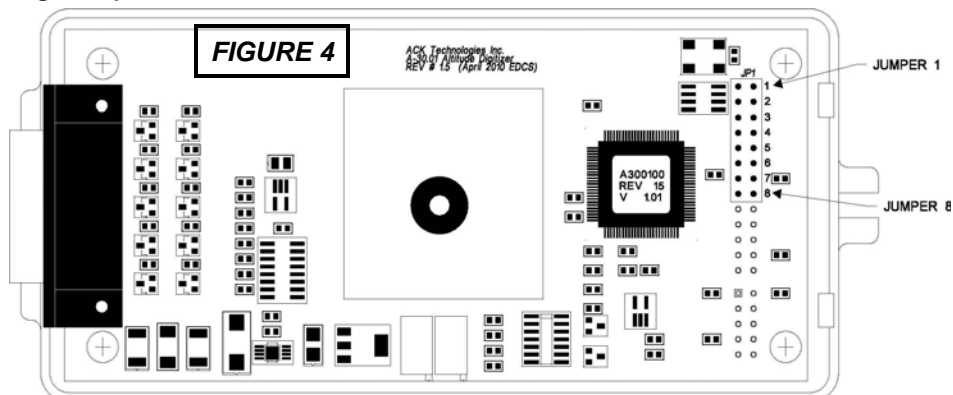 FIGURE 4
ACK Technologies Inc.
A-30.01 Altitude Digitizer
REV # 1.5 (April 2010 EDCS)
JP1
1
2
3
4
5
6
7
8
JUMPER 1
JUMPER 8
A300100
REV 15
V 1.01